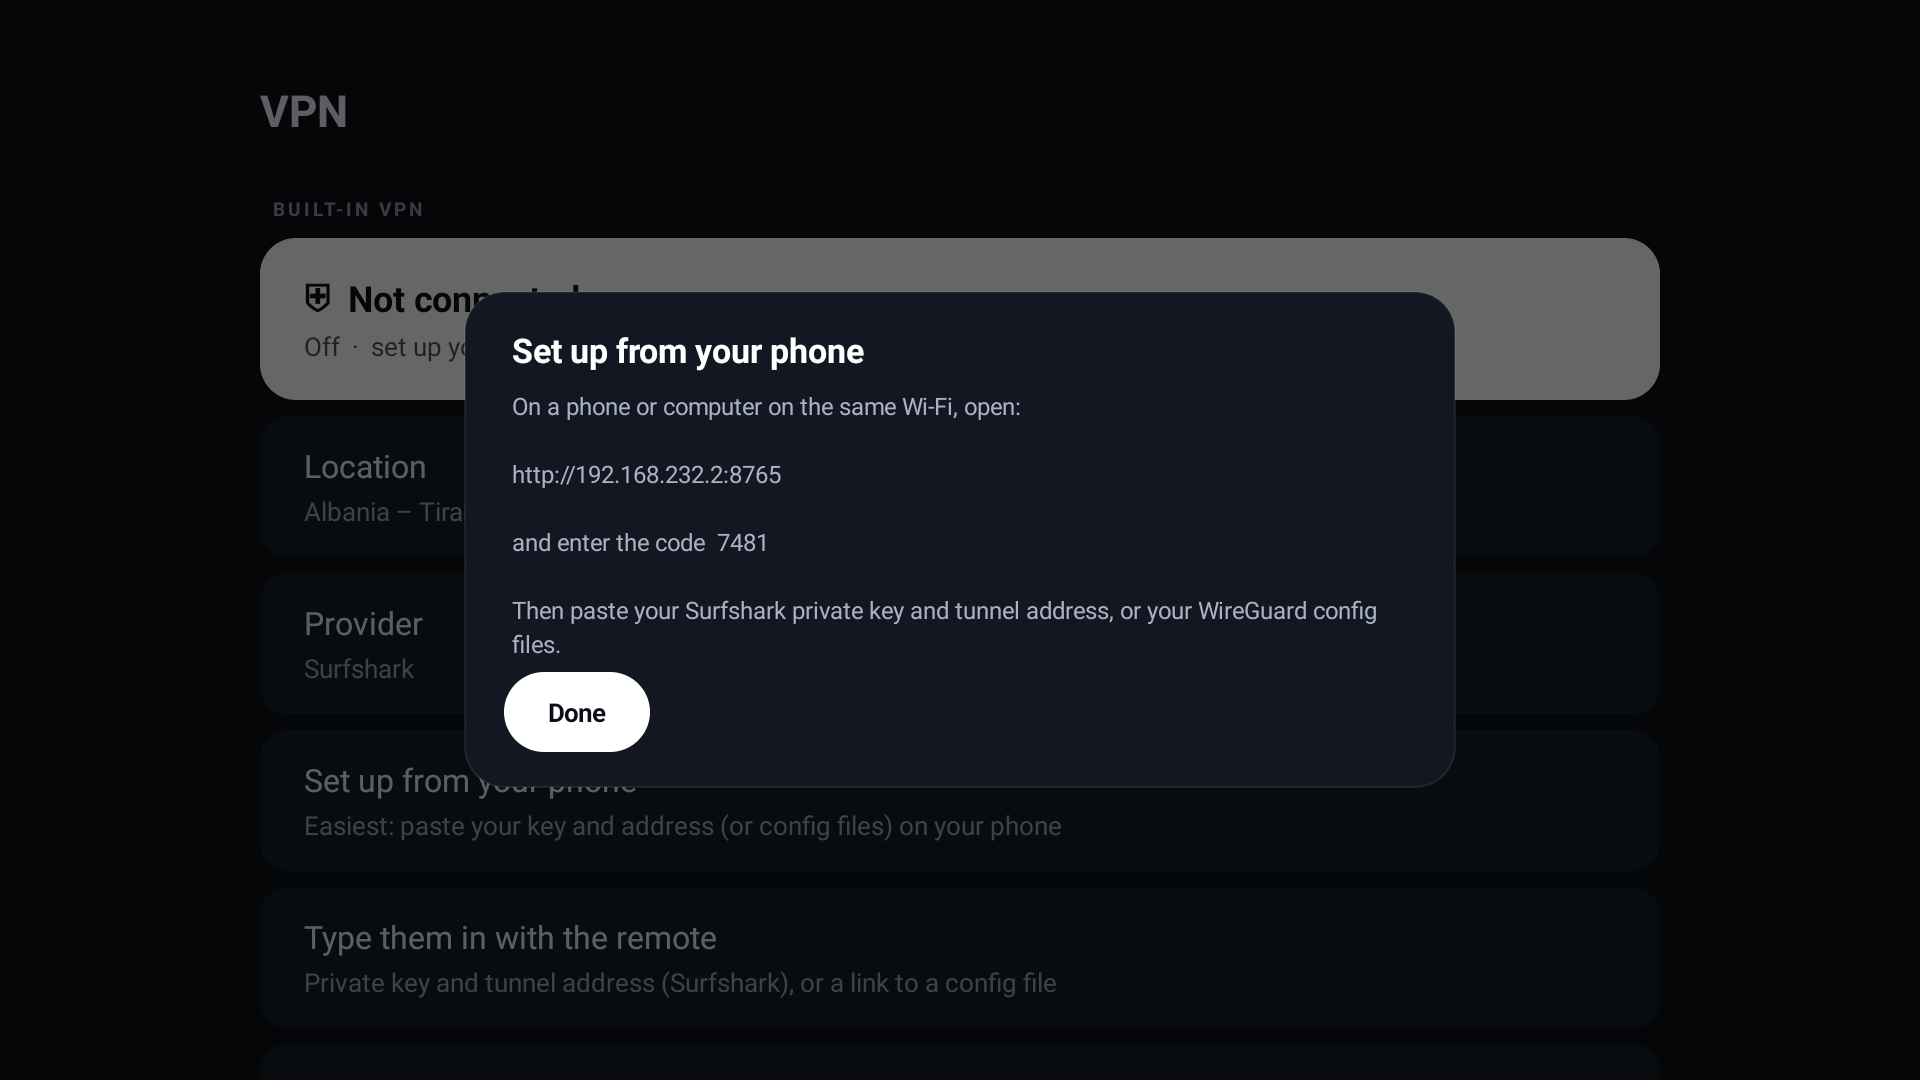 VPN
BUILT-IN VPN
Not connected
Off · set up yo
Set up from your phone
On a phone or computer on the same Wi-Fi, open:
http://192.168.232.2:8765
and enter the code 7481
Then paste your Surfshark private key and tunnel address, or your WireGuard config
files.
Done
Location
Albania – Tira
Provider
Surfshark
Set up from your phone
Easiest: paste your key and address (or config files) on your phone
Type them in with the remote
Private key and tunnel address (Surfshark), or a link to a config file